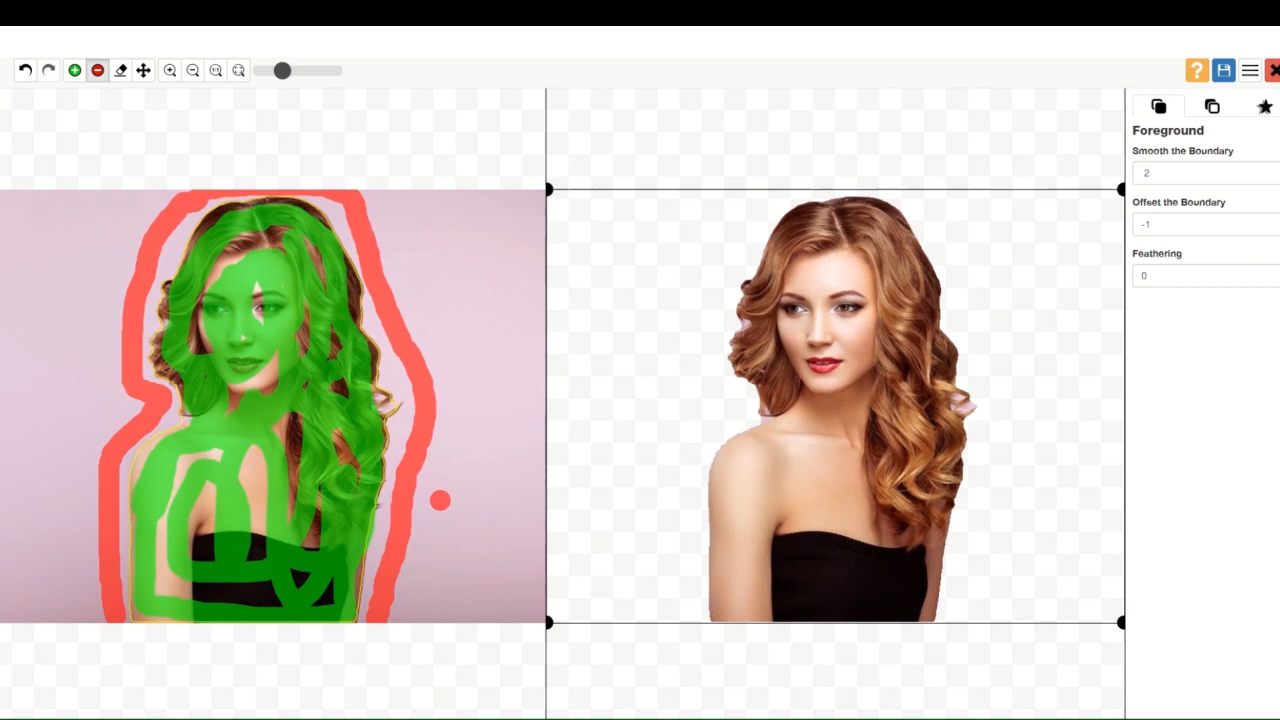 ?
Foreground
Smooth the Boundary
2
Offset the Boundary
-1
Feathering
0